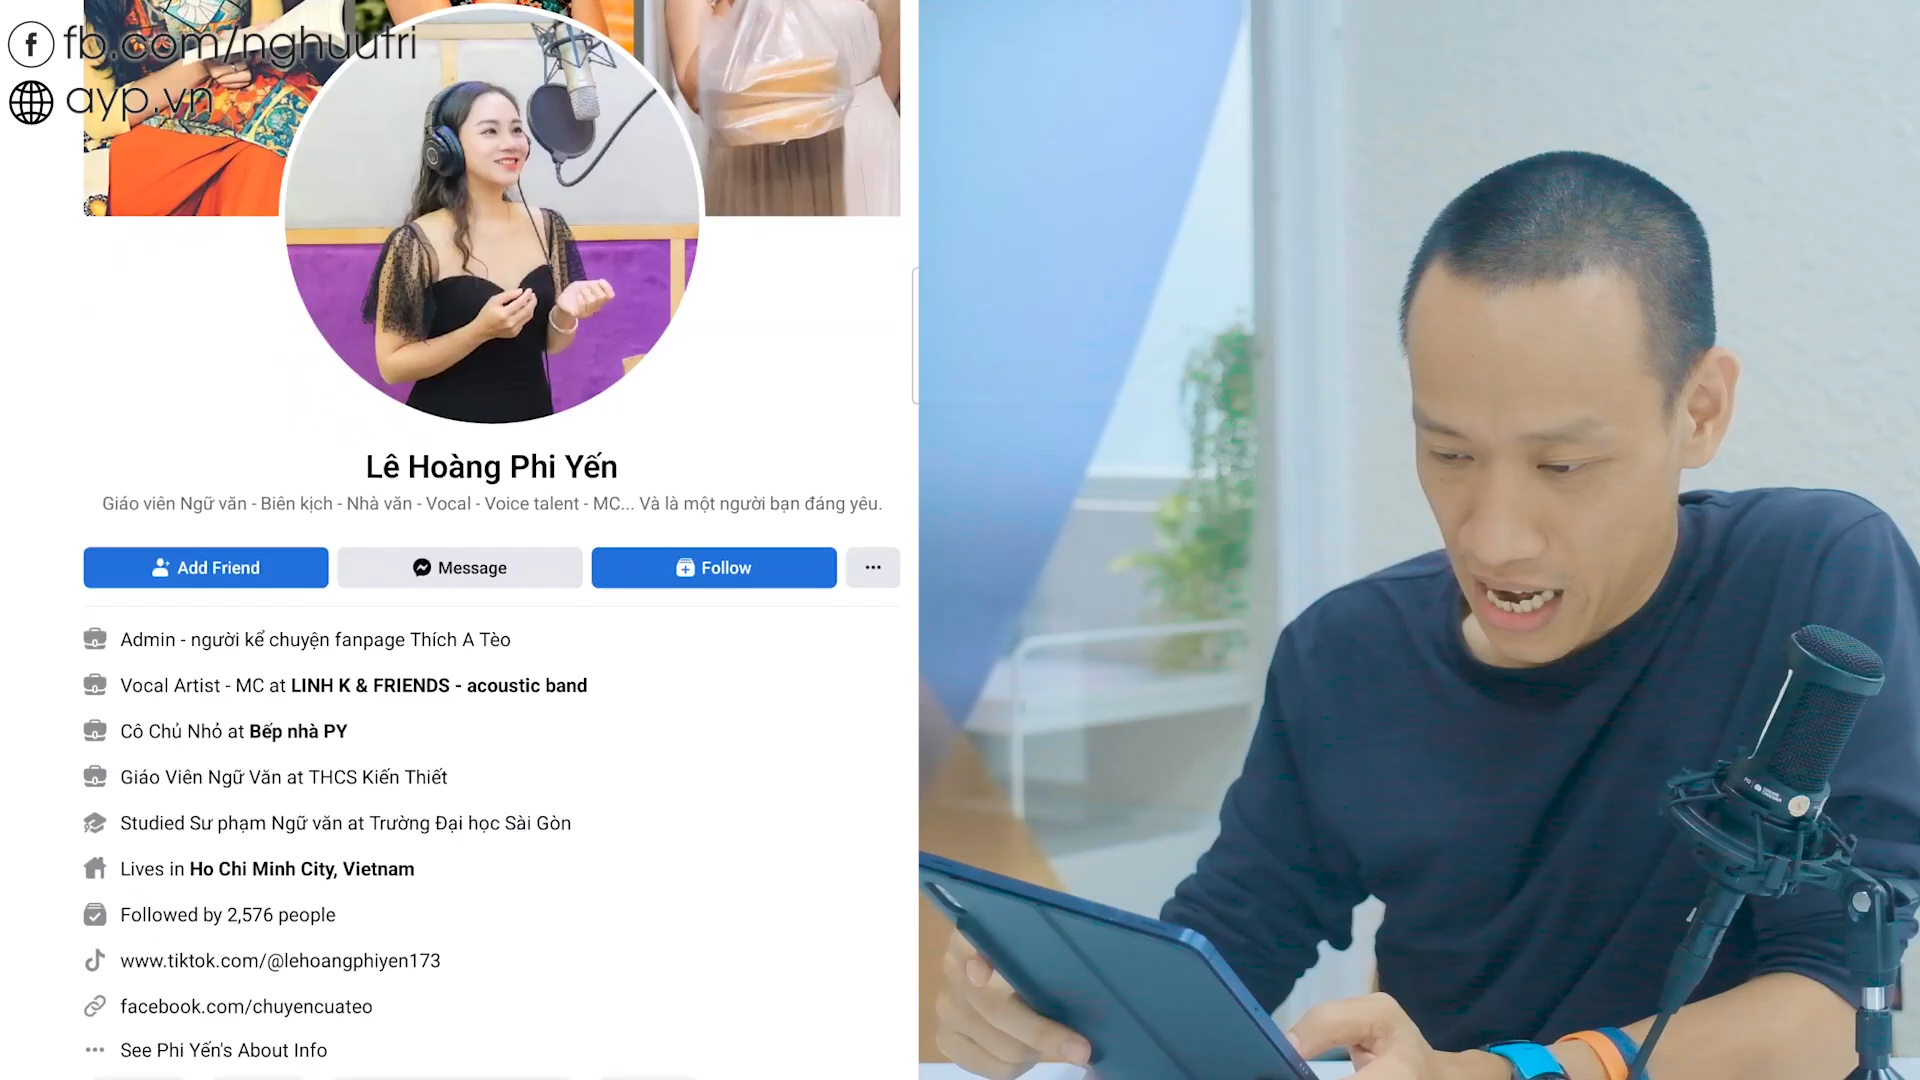 fb.com/nghuutri
ayp.vn
Lê Hoàng Phi Yến
Giáo viên Ngữ văn - Biên kịch - Nhà văn - Vocal - Voice talent - MC... Và là một người bạn đáng yêu.
Add Friend
Message
Follow
Admin - người kể chuyện fanpage Thích A Tèo
Vocal Artist - MC at LINH K & FRIENDS - acoustic band
Cô Chủ Nhỏ at Bếp nhà PY
Giáo Viên Ngữ Văn at THCS Kiến Thiết
Studied Sư phạm Ngữ văn at Trường Đại học Sài Gòn
Lives in Ho Chi Minh City, Vietnam
Followed by 2,576 people
www.tiktok.com/@lehoangphiyen173
facebook.com/chuyencuateo
See Phi Yến's About Info